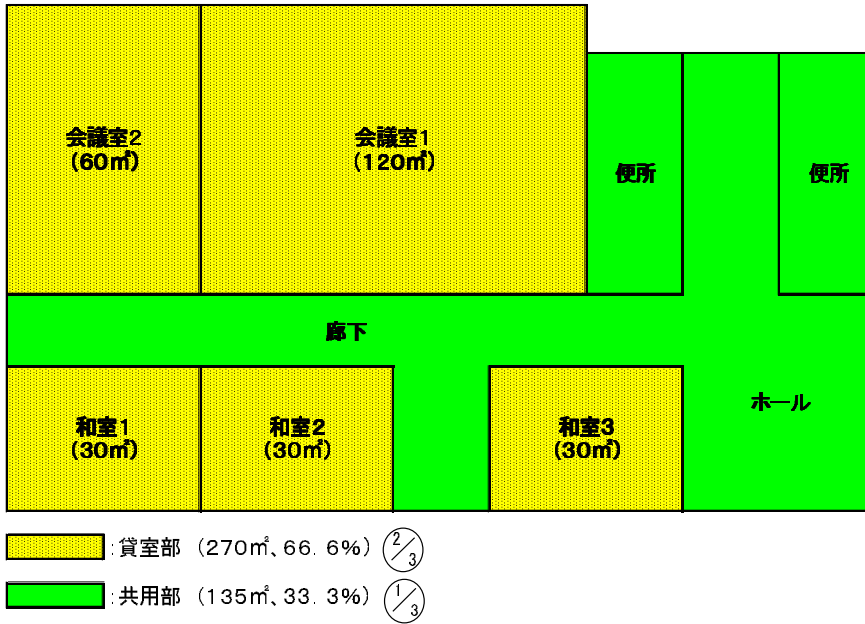 会議室2
(60㎡)
会議室1
(120㎡)
便所
便所
廊下
ホール
和室1
(30㎡)
和室2
(30㎡)
和室3
(30㎡)
:貸室部 (270㎡、66.6%) 2/3
:共用部 (135㎡、33.3%) 1/3